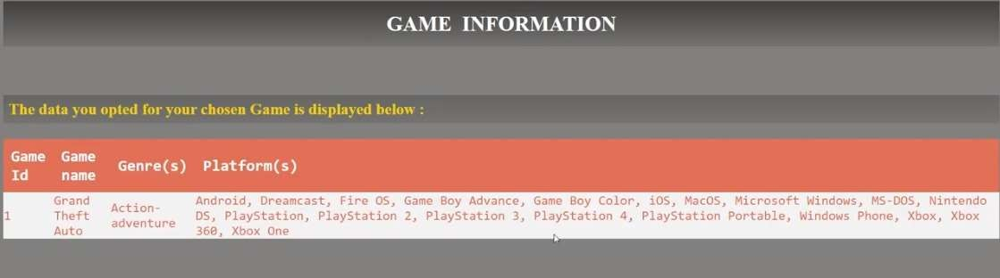 GAME INFORMATION
The data you opted for your chosen Game is displayed below :
Game Id Game name Genre(s) Platform(s)
1 Grand Theft Auto Action-adventure Android, Dreamcast, Fire OS, Game Boy Advance, Game Boy Color, iOS, MacOS, Microsoft Windows, MS-DOS, Nintendo
DS, PlayStation, PlayStation 2, PlayStation 3, PlayStation 4, PlayStation Portable, Windows Phone, Xbox, Xbox
360, Xbox One